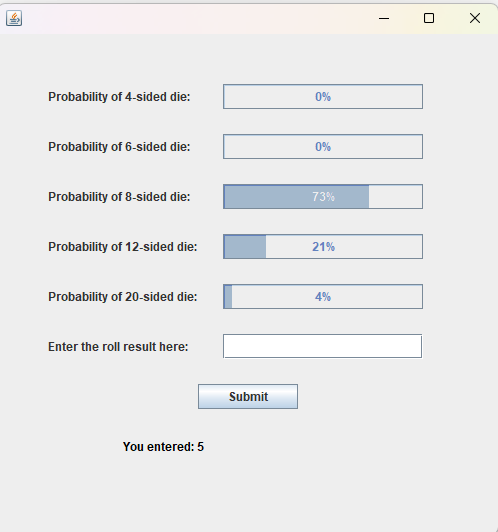 Probability of 4-sided die: 0%
Probability of 6-sided die: 0%
Probability of 8-sided die: 73%
Probability of 12-sided die: 21%
Probability of 20-sided die: 4%
Enter the roll result here:
Submit
You entered: 5